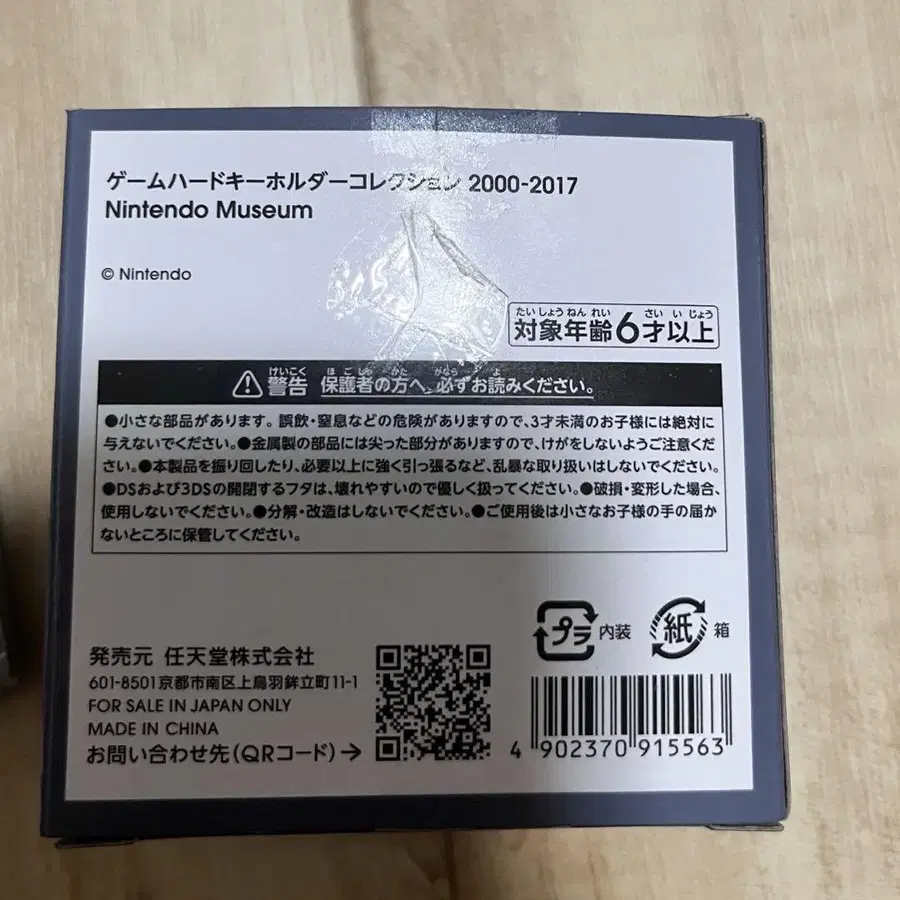 ゲームハードキーホルダーコレクション 2000-2017
Nintendo Museum
© Nintendo
たいしょうねんれい さいいじょう
対象年齢6才以上
けいこく ほごしゃ かた かなら よ
警告 保護者の方へ 必ずお読みください。
●小さな部品があります。誤飲・窒息などの危険がありますので、3才未満のお子様には絶対に
与えないでください。●金属製の部品には尖った部分がありますので、けがをしないようご注意くだ
さい。●本製品を振り回したり、必要以上に強く引っ張るなど、乱暴な取り扱いはしないでください。
●DSおよび3DSの開閉するフタは、壊れやすいので優しく扱ってください。●破損・変形した場合、
使用しないでください。●分解・改造はしないでください。●ご使用後は小さなお子様の手の届か
ないところに保管してください。
プラ 内装 紙 箱
発売元 任天堂株式会社
601-8501京都市南区上鳥羽鉾立町11-1
FOR SALE IN JAPAN ONLY
MADE IN CHINA
お問い合わせ先(QRコード)→
4 902370 915563